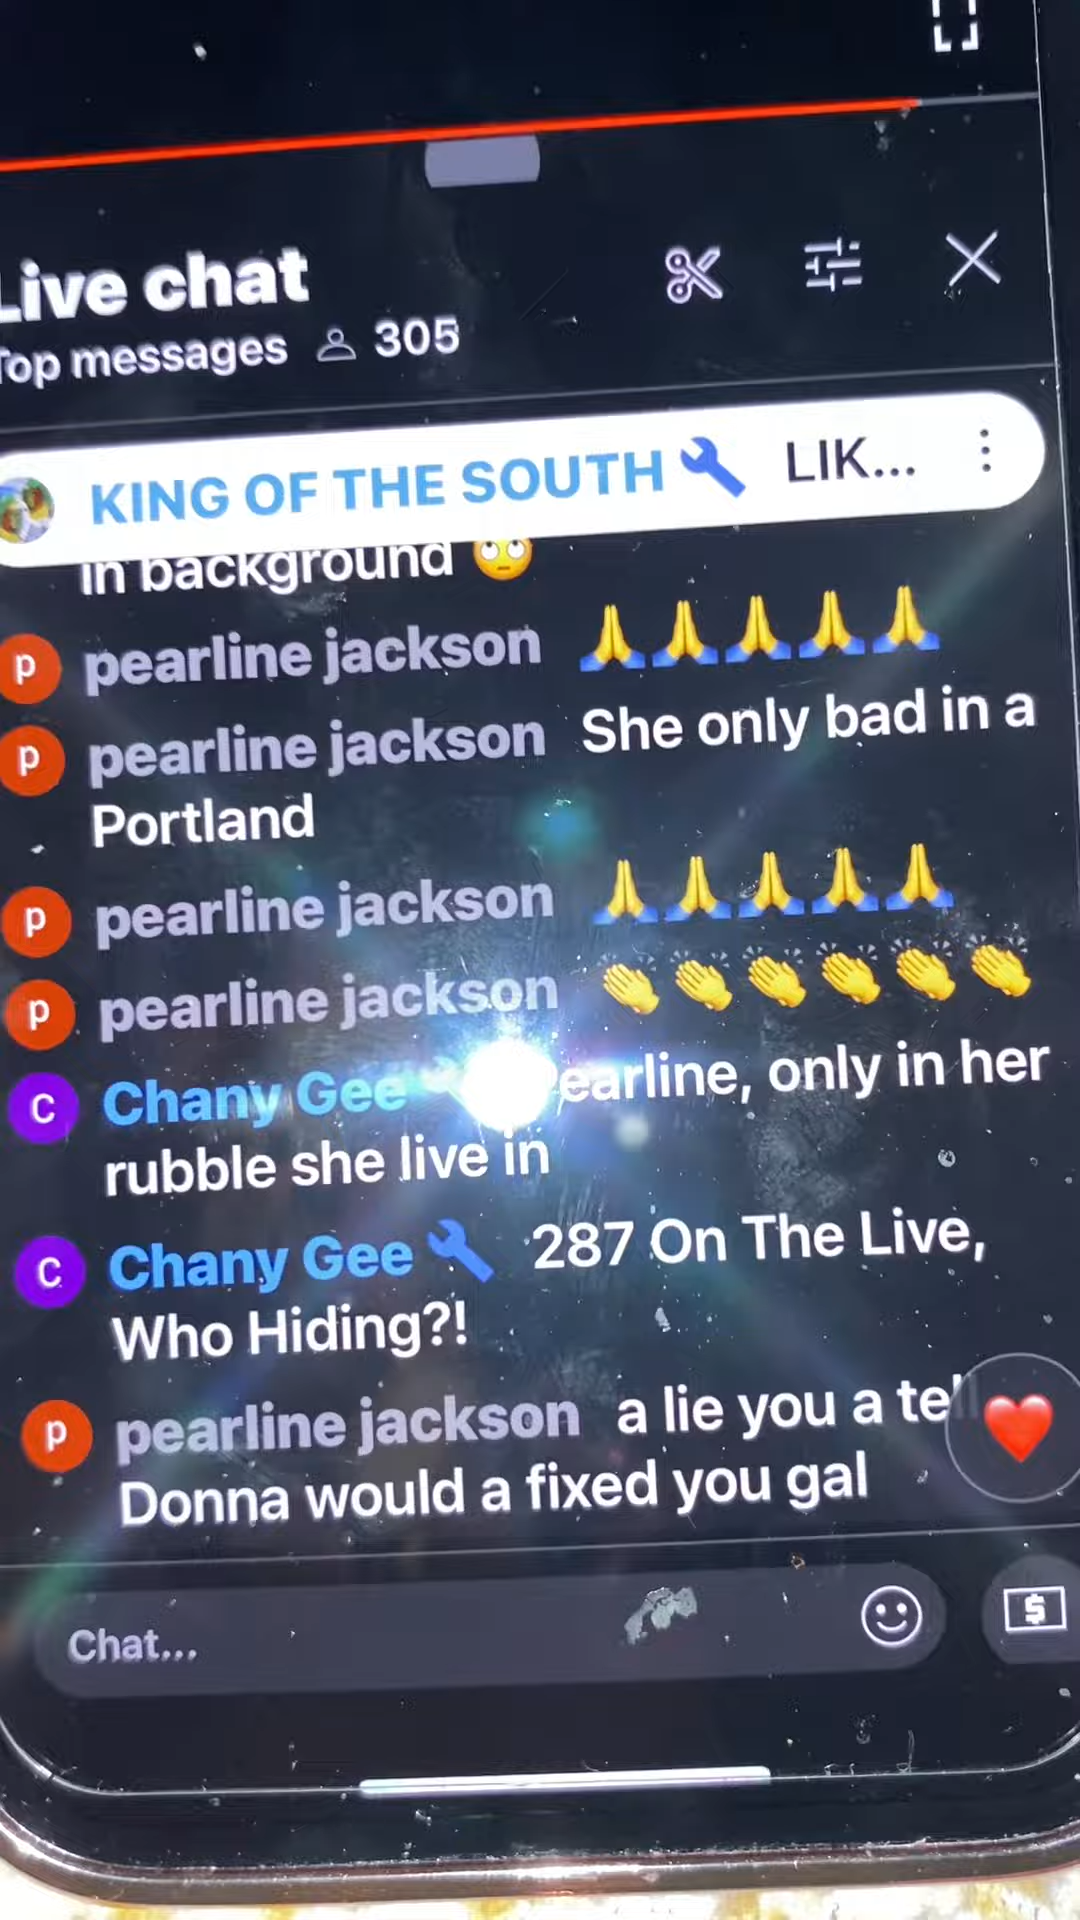 Live chat
Top messages 305
KING OF THE SOUTH LIK...
in background 🙄
p pearline jackson 🙏🙏🙏🙏🙏
p pearline jackson She only bad in a
Portland
p pearline jackson 🙏🙏🙏🙏🙏
p pearline jackson 👏👏👏👏👏👏
C Chany Gee earline, only in her
rubble she live in
C Chany Gee 🔧 287 On The Live,
Who Hiding?!
p pearline jackson a lie you a tell
Donna would a fixed you gal
Chat...
$